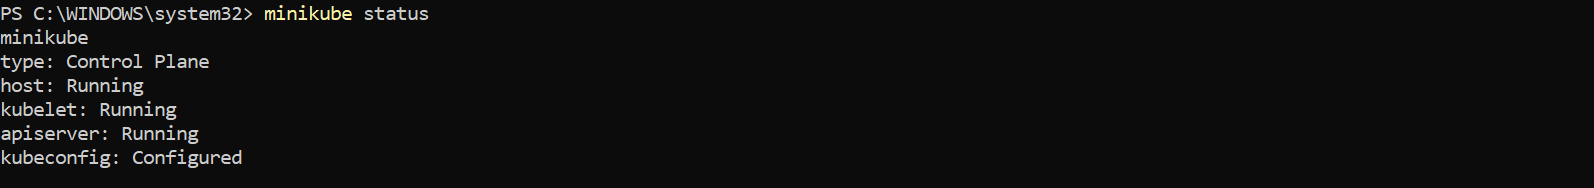 PS C:\WINDOWS\system32> minikube status
minikube
type: Control Plane
host: Running
kubelet: Running
apiserver: Running
kubeconfig: Configured